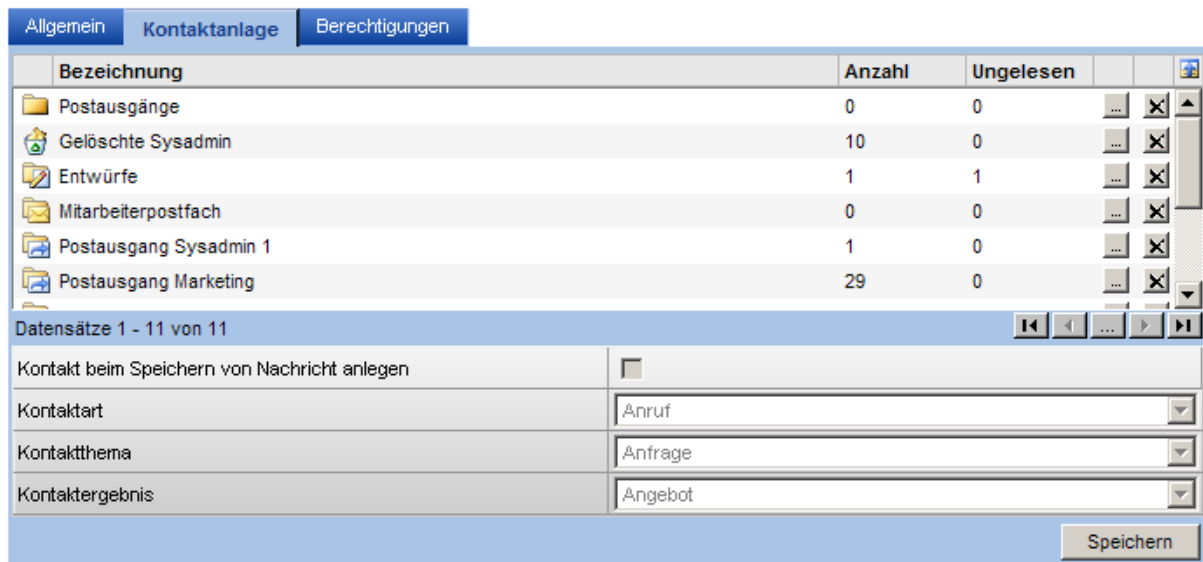 Allgemein Kontaktanlage Berechtigungen
Bezeichnung Anzahl Ungelesen
Postausgänge 0 0 ...
Gelöschte Sysadmin 10 0 ...
Entwürfe 1 1 ...
Mitarbeiterpostfach 0 0 ...
Postausgang Sysadmin 1 1 0 ...
Postausgang Marketing 29 0 ...
Datensätze 1 - 11 von 11 ...
Kontakt beim Speichern von Nachricht anlegen
Kontaktart Anruf
Kontaktthema Anfrage
Kontaktergebnis Angebot
Speichern